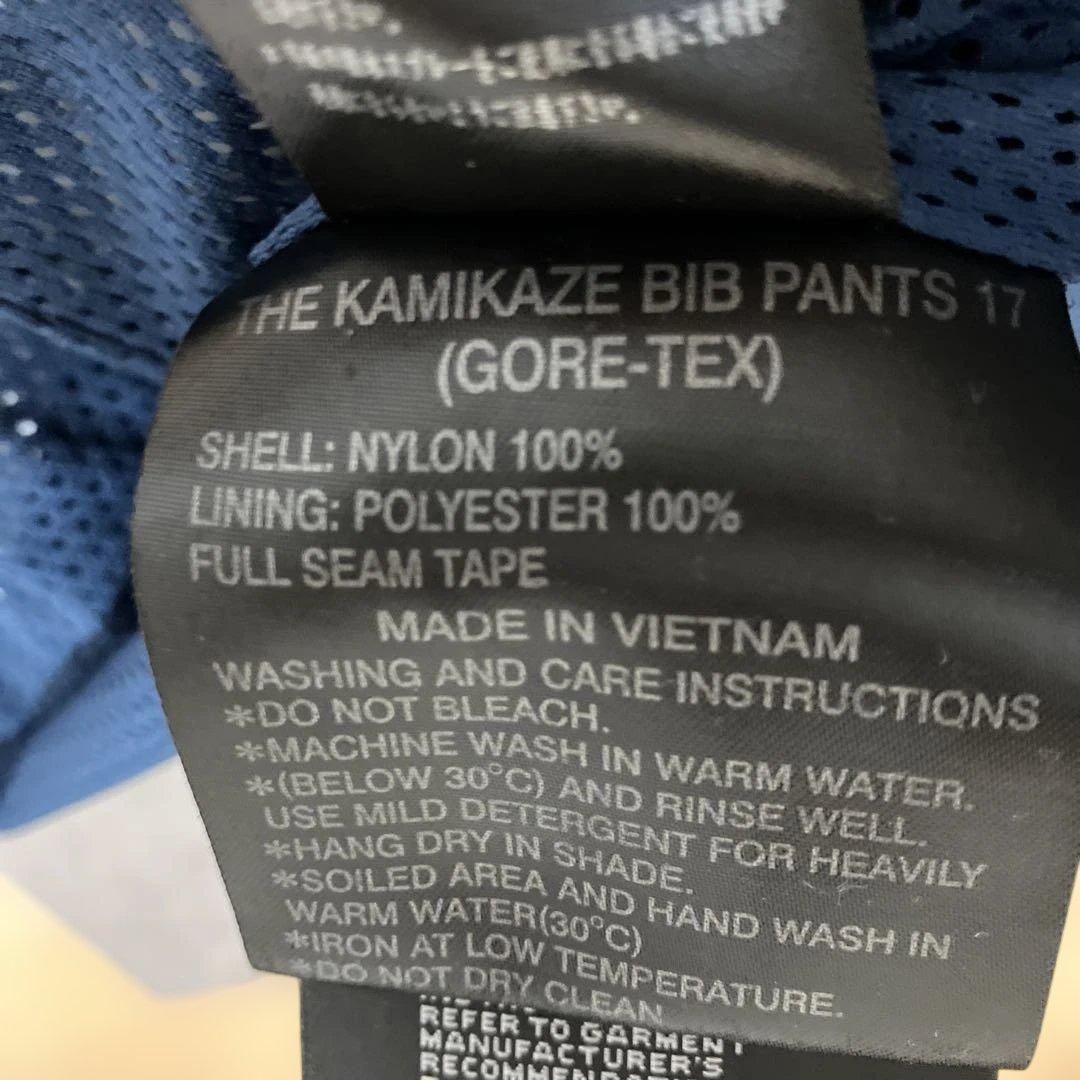 THE KAMIKAZE BIB PANTS 17
(GORE-TEX)
SHELL: NYLON 100%
LINING: POLYESTER 100%
FULL SEAM TAPE
MADE IN VIETNAM
WASHING AND CARE INSTRUCTIONS
*DO NOT BLEACH.
*MACHINE WASH IN WARM WATER.
*(BELOW 30°C) AND RINSE WELL.
USE MILD DETERGENT FOR HEAVILY
*HANG DRY IN SHADE.
*SOILED AREA AND HAND WASH IN
WARM WATER(30°C)
*IRON AT LOW TEMPERATURE.
*DO NOT DRY CLEAN
REFER TO GARMENT
MANUFACTURER'S